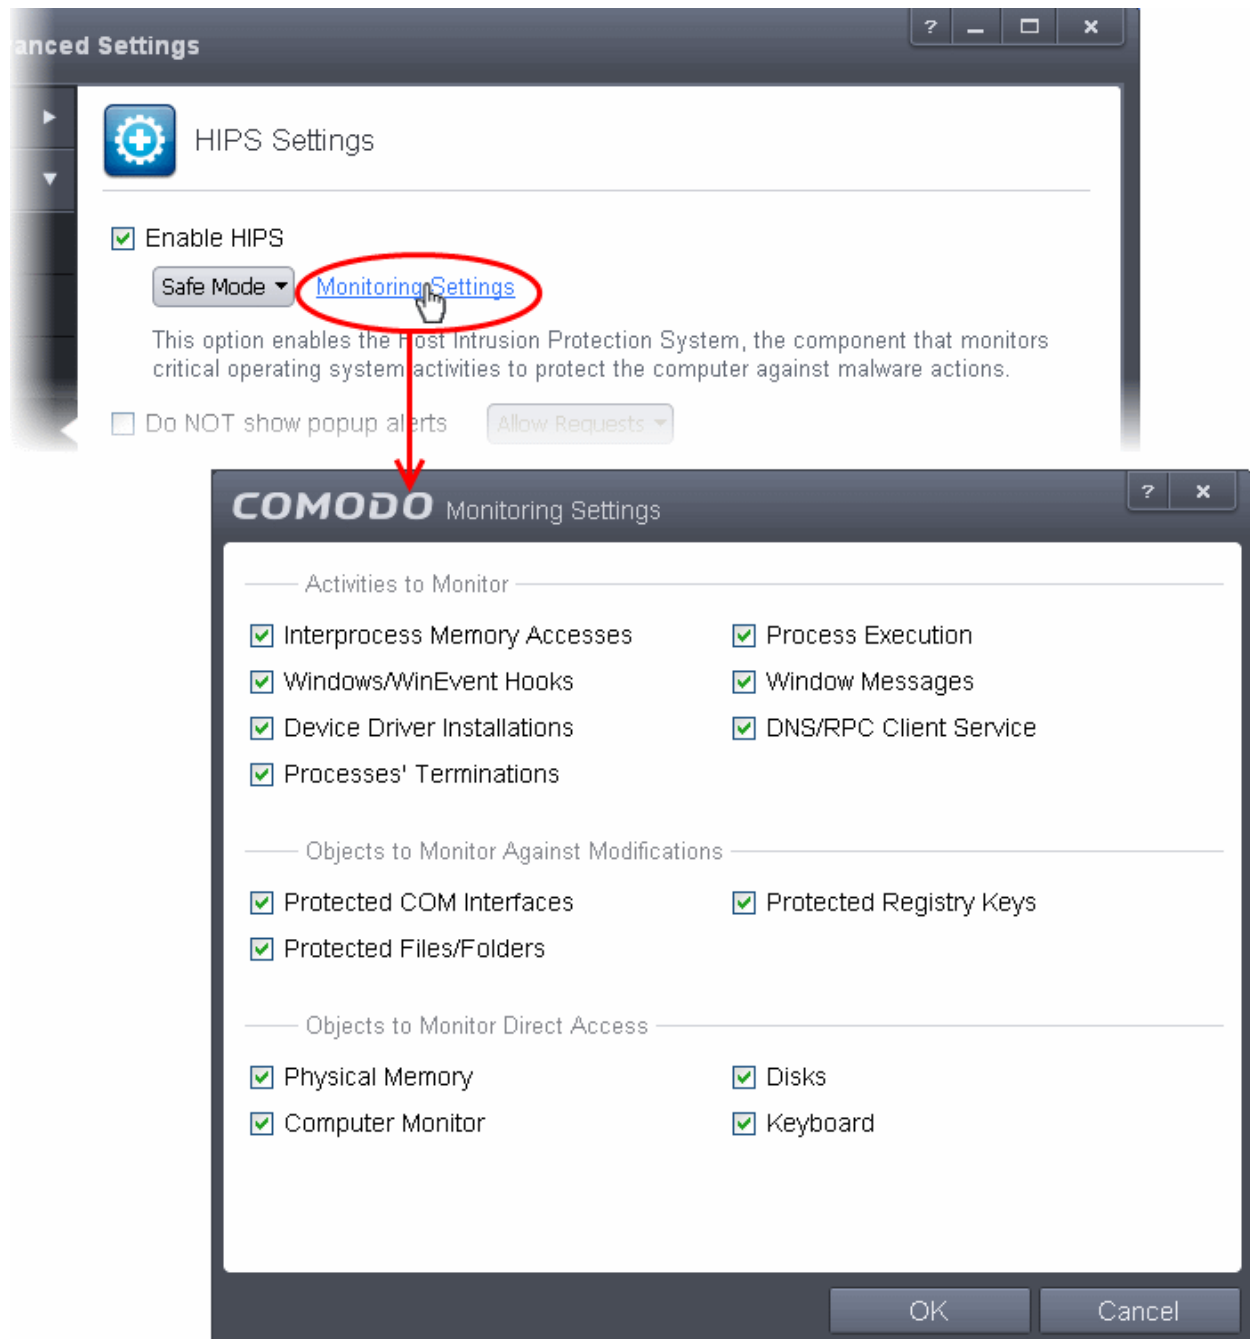 anced Settings
?
HIPS Settings
Enable HIPS
Safe Mode Monitoring Settings
This option enables the Host Intrusion Protection System, the component that monitors
critical operating system activities to protect the computer against malware actions.
Do NOT show popup alerts Allow Requests
COMODO Monitoring Settings ?
Activities to Monitor
Interprocess Memory Accesses Process Execution
Windows/WinEvent Hooks Window Messages
Device Driver Installations DNS/RPC Client Service
Processes' Terminations
Objects to Monitor Against Modifications
Protected COM Interfaces Protected Registry Keys
Protected Files/Folders
Objects to Monitor Direct Access
Physical Memory Disks
Computer Monitor Keyboard
OK Cancel